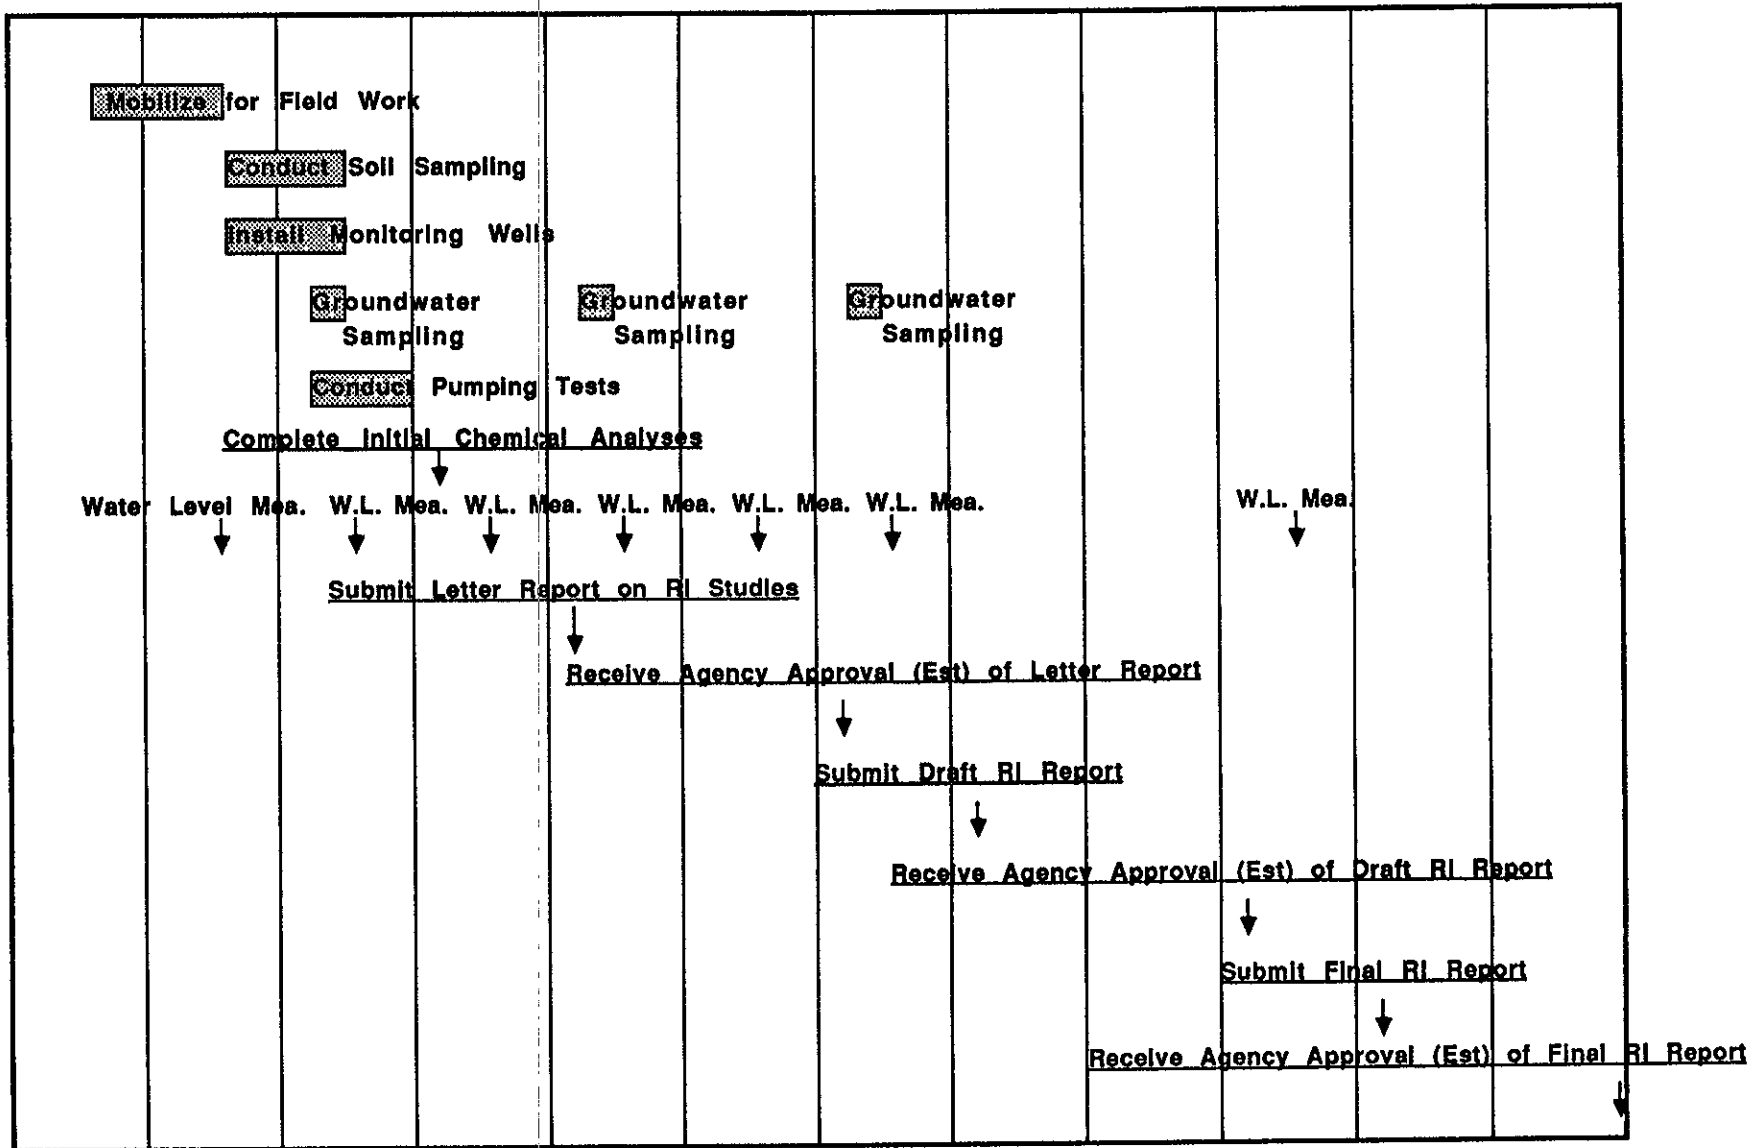 Mobilize for Field Work
Conduct Soil Sampling
Install Monitoring Wells
Groundwater Sampling
Groundwater Sampling
Groundwater Sampling
Conduct Pumping Tests
Complete Initial Chemical Analyses
Water Level Mea. W.L. Mea. W.L. Mea. W.L. Mea. W.L. Mea. W.L. Mea. W.L. Mea.
Submit Letter Report on RI Studies
Receive Agency Approval (Est) of Letter Report
Submit Draft RI Report
Receive Agency Approval (Est) of Draft RI Report
Submit Final RI Report
Receive Agency Approval (Est) of Final RI Report